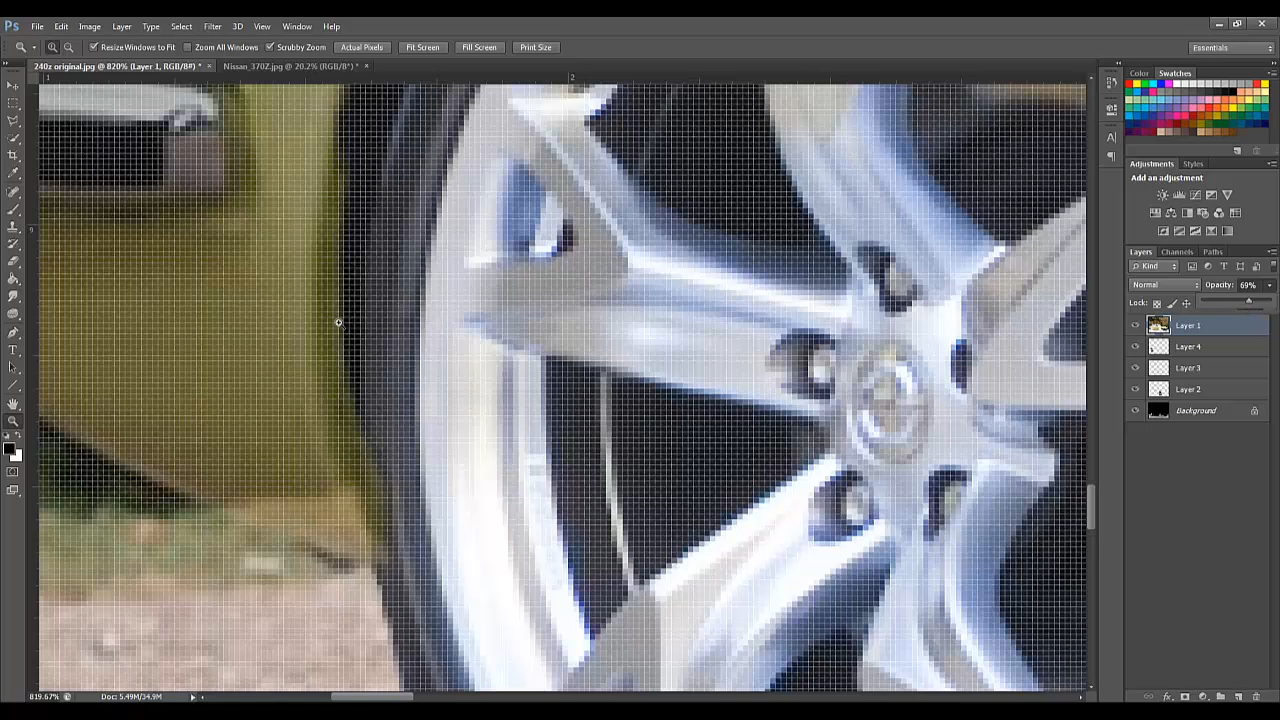 Ps File Edit Image Layer Type Select Filter 3D View Window Help
Resize Windows to Fit Zoom All Windows Scrubby Zoom Actual Pixels Fit Screen Fill Screen Print Size Essentials
240z original.jpg @ 820% (Layer 1, RGB/8#) * × Nissan_370Z.jpg @ 20.2% (RGB/8*) * ×
1 2
9
Color Swatches
Adjustments Styles
Add an adjustment
Layers Channels Paths
Kind
Normal Opacity: 69%
Lock:
Layer 1
Layer 4
Layer 3
Layer 2
Background
819.67% Doc: 5.49M/34.9M